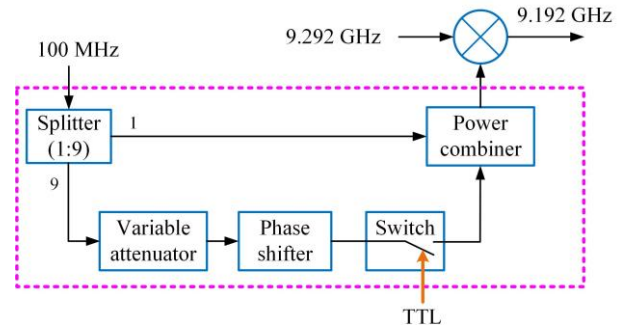 9.192 GHz
9.292 GHz
100 MHz
Splitter
(1:9)
1
Power
combiner
9
Variable
attenuator
Phase
shifter
Switch
TTL